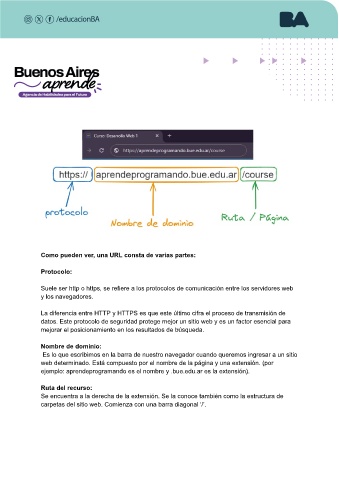 /educacionBA
BA
Buenos Aires
aprende
Agencia de Habilidades para el Futuro
Curso: Desarrollo Web 1
https://aprendeprogramando.bue.edu.ar/course
https:// aprendeprogramando.bue.edu.ar /course
protocolo
Nombre de dominio
Ruta / Página
Como pueden ver, una URL consta de varias partes:
Protocolo:
Suele ser http o https, se refiere a los protocolos de comunicación entre los servidores web
y los navegadores.
La diferencia entre HTTP y HTTPS es que este último cifra el proceso de transmisión de
datos. Este protocolo de seguridad protege mejor un sitio web y es un factor esencial para
mejorar el posicionamiento en los resultados de búsqueda.
Nombre de dominio:
Es lo que escribimos en la barra de nuestro navegador cuando queremos ingresar a un sitio
web determinado. Está compuesto por el nombre de la página y una extensión. (por
ejemplo: aprendeprogramando es el nombre y .bue.edu.ar es la extensión).
Ruta del recurso:
Se encuentra a la derecha de la extensión. Se la conoce también como la estructura de
carpetas del sitio web. Comienza con una barra diagonal '/'.